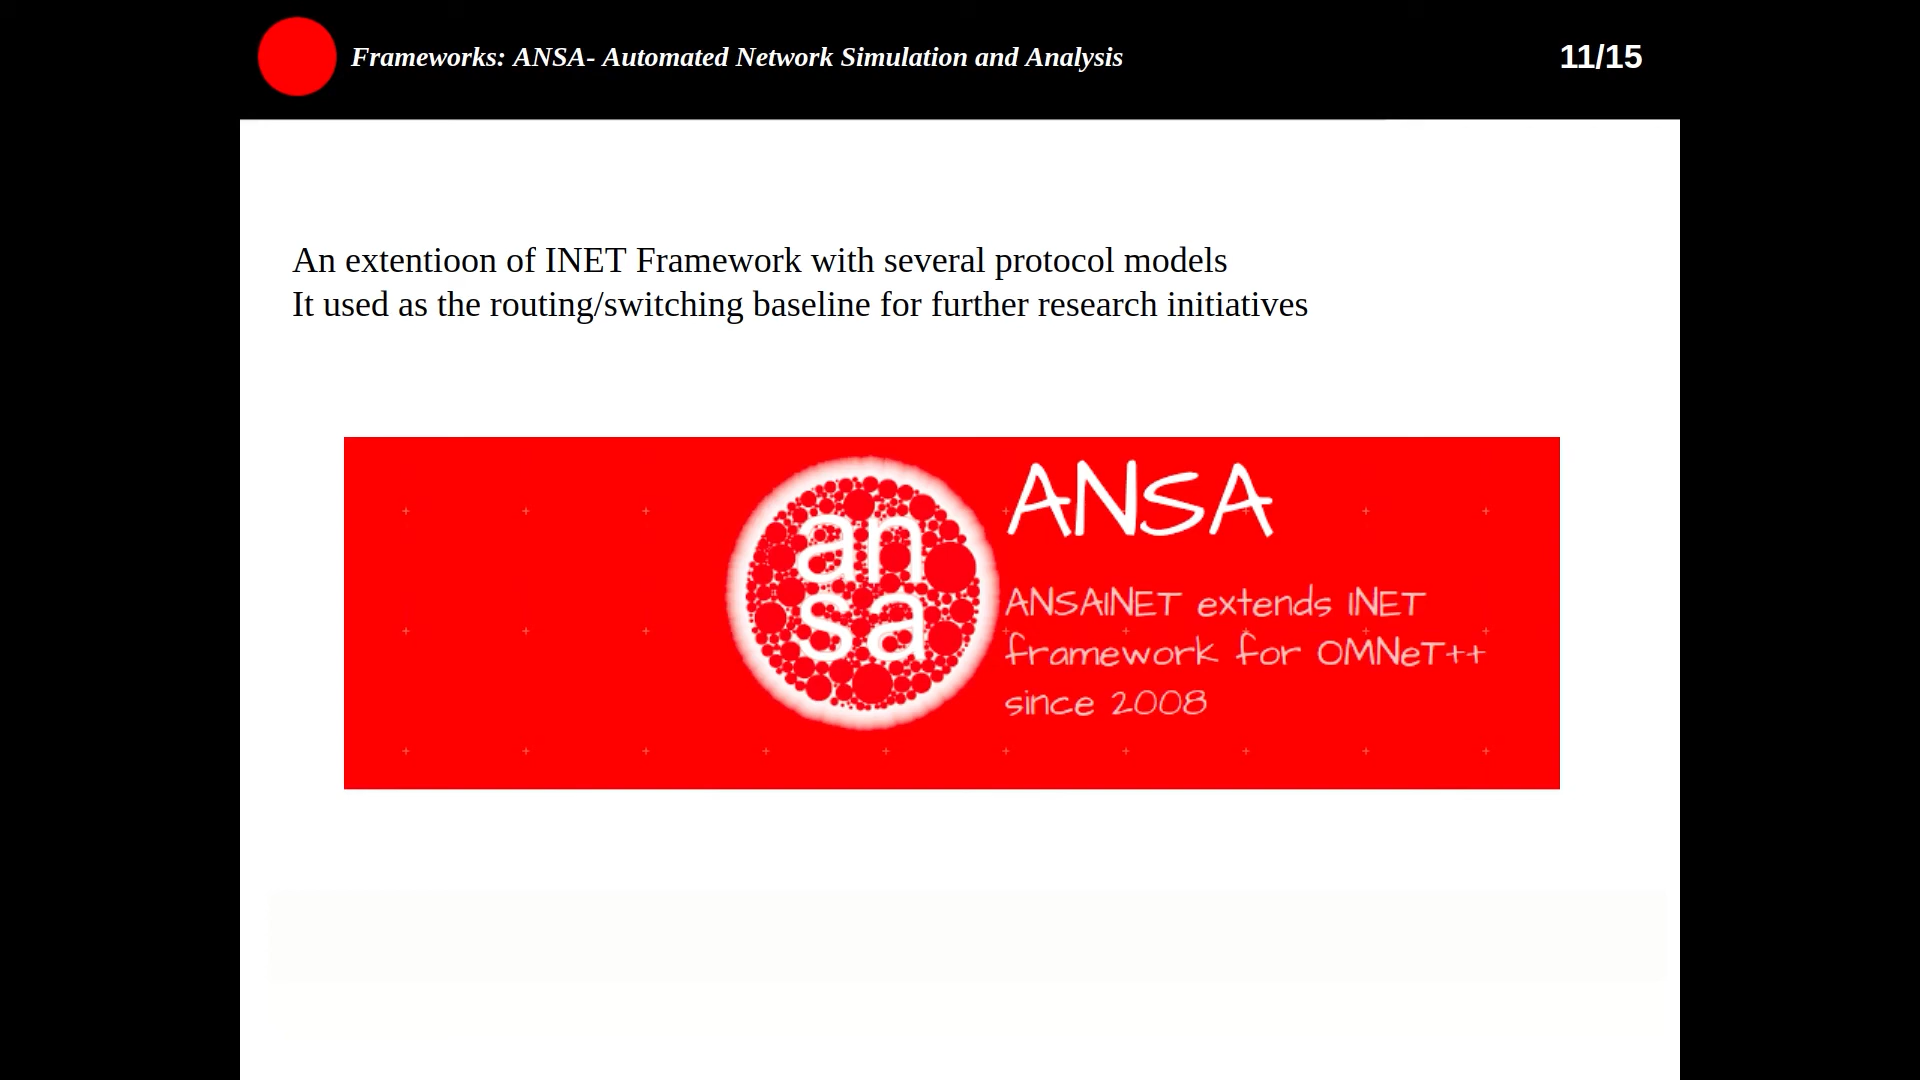 Frameworks: ANSA- Automated Network Simulation and Analysis
11/15
An extentioon of INET Framework with several protocol models
It used as the routing/switching baseline for further research initiatives
an
sa
ANSA
ANSAINET extends INET
framework for OMNeT++
since 2008